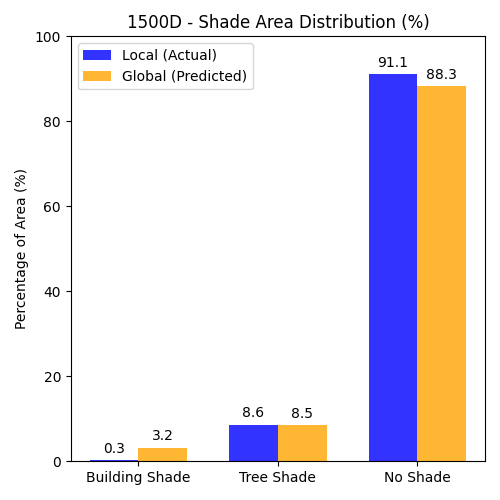 1500D - Shade Area Distribution (%)
Local (Actual)
Global (Predicted)
Percentage of Area (%)
100
80
60
40
20
0
0.3
3.2
8.6
8.5
91.1
88.3
Building Shade
Tree Shade
No Shade